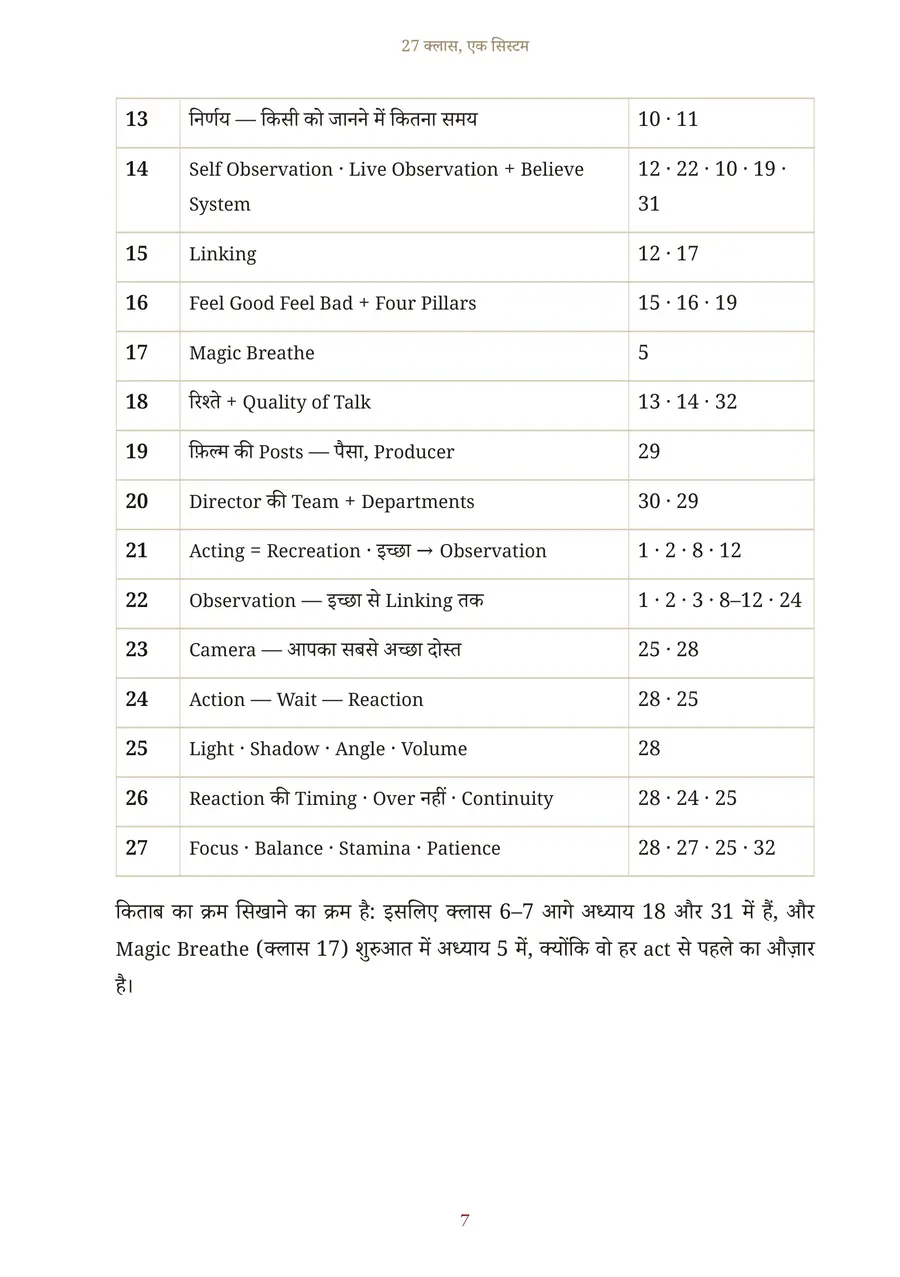 27 क्लास, एक सिस्टम
13 निर्णय — किसी को जानने में कितना समय 10 · 11
14 Self Observation · Live Observation + Believe 12 · 22 · 10 · 19 ·
System 31
15 Linking 12 · 17
16 Feel Good Feel Bad + Four Pillars 15 · 16 · 19
17 Magic Breathe 5
18 रिश्ते + Quality of Talk 13 · 14 · 32
19 फ़िल्म की Posts — पैसा, Producer 29
20 Director की Team + Departments 30 · 29
21 Acting = Recreation · इच्छा → Observation 1 · 2 · 8 · 12
22 Observation — इच्छा से Linking तक 1 · 2 · 3 · 8–12 · 24
23 Camera — आपका सबसे अच्छा दोस्त 25 · 28
24 Action — Wait — Reaction 28 · 25
25 Light · Shadow · Angle · Volume 28
26 Reaction की Timing · Over नहीं · Continuity 28 · 24 · 25
27 Focus · Balance · Stamina · Patience 28 · 27 · 25 · 32
किताब का क्रम सिखाने का क्रम है: इसलिए क्लास 6–7 आगे अध्याय 18 और 31 में हैं, और
Magic Breathe (क्लास 17) शुरुआत में अध्याय 5 में, क्योंकि वो हर act से पहले का औज़ार
है।
7